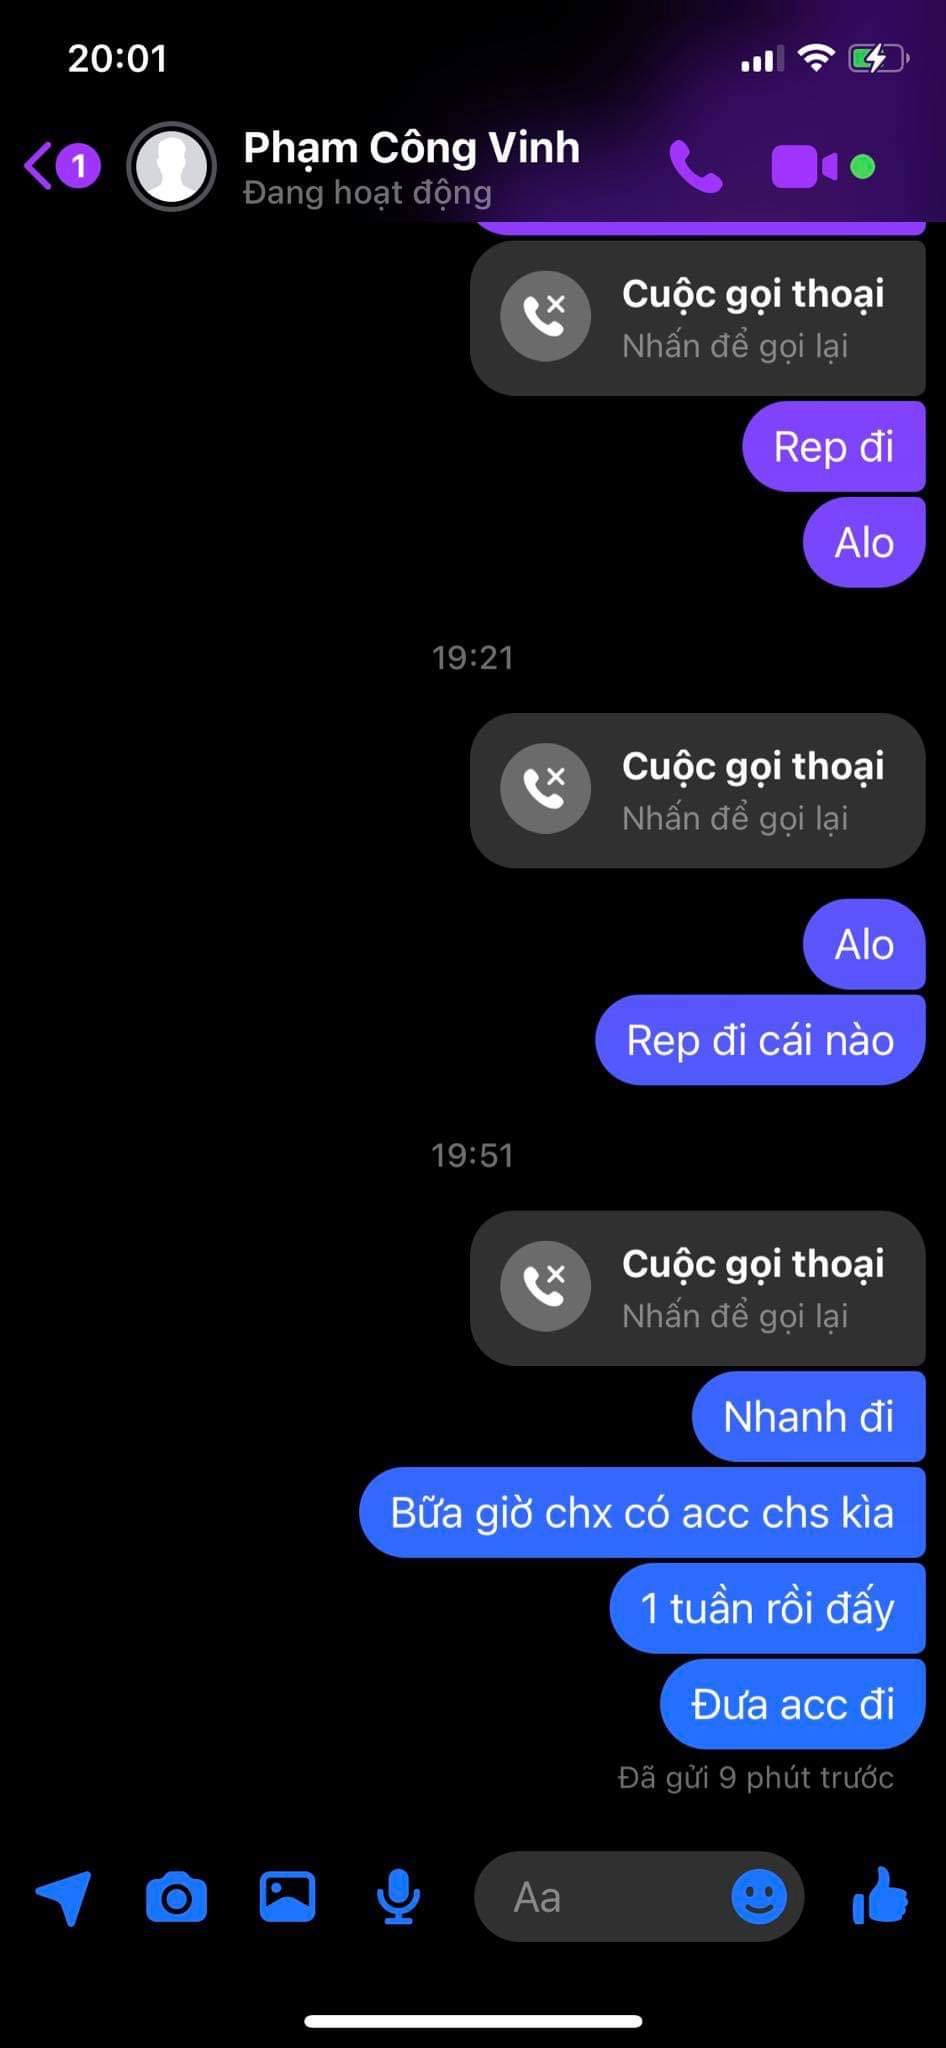 20:01
1
Phạm Công Vinh
Đang hoạt động
Cuộc gọi thoại
Nhấn để gọi lại
Rep đi
Alo
19:21
Cuộc gọi thoại
Nhấn để gọi lại
Alo
Rep đi cái nào
19:51
Cuộc gọi thoại
Nhấn để gọi lại
Nhanh đi
Bữa giờ chx có acc chs kìa
1 tuần rồi đấy
Đưa acc đi
Đã gửi 9 phút trước
Aa